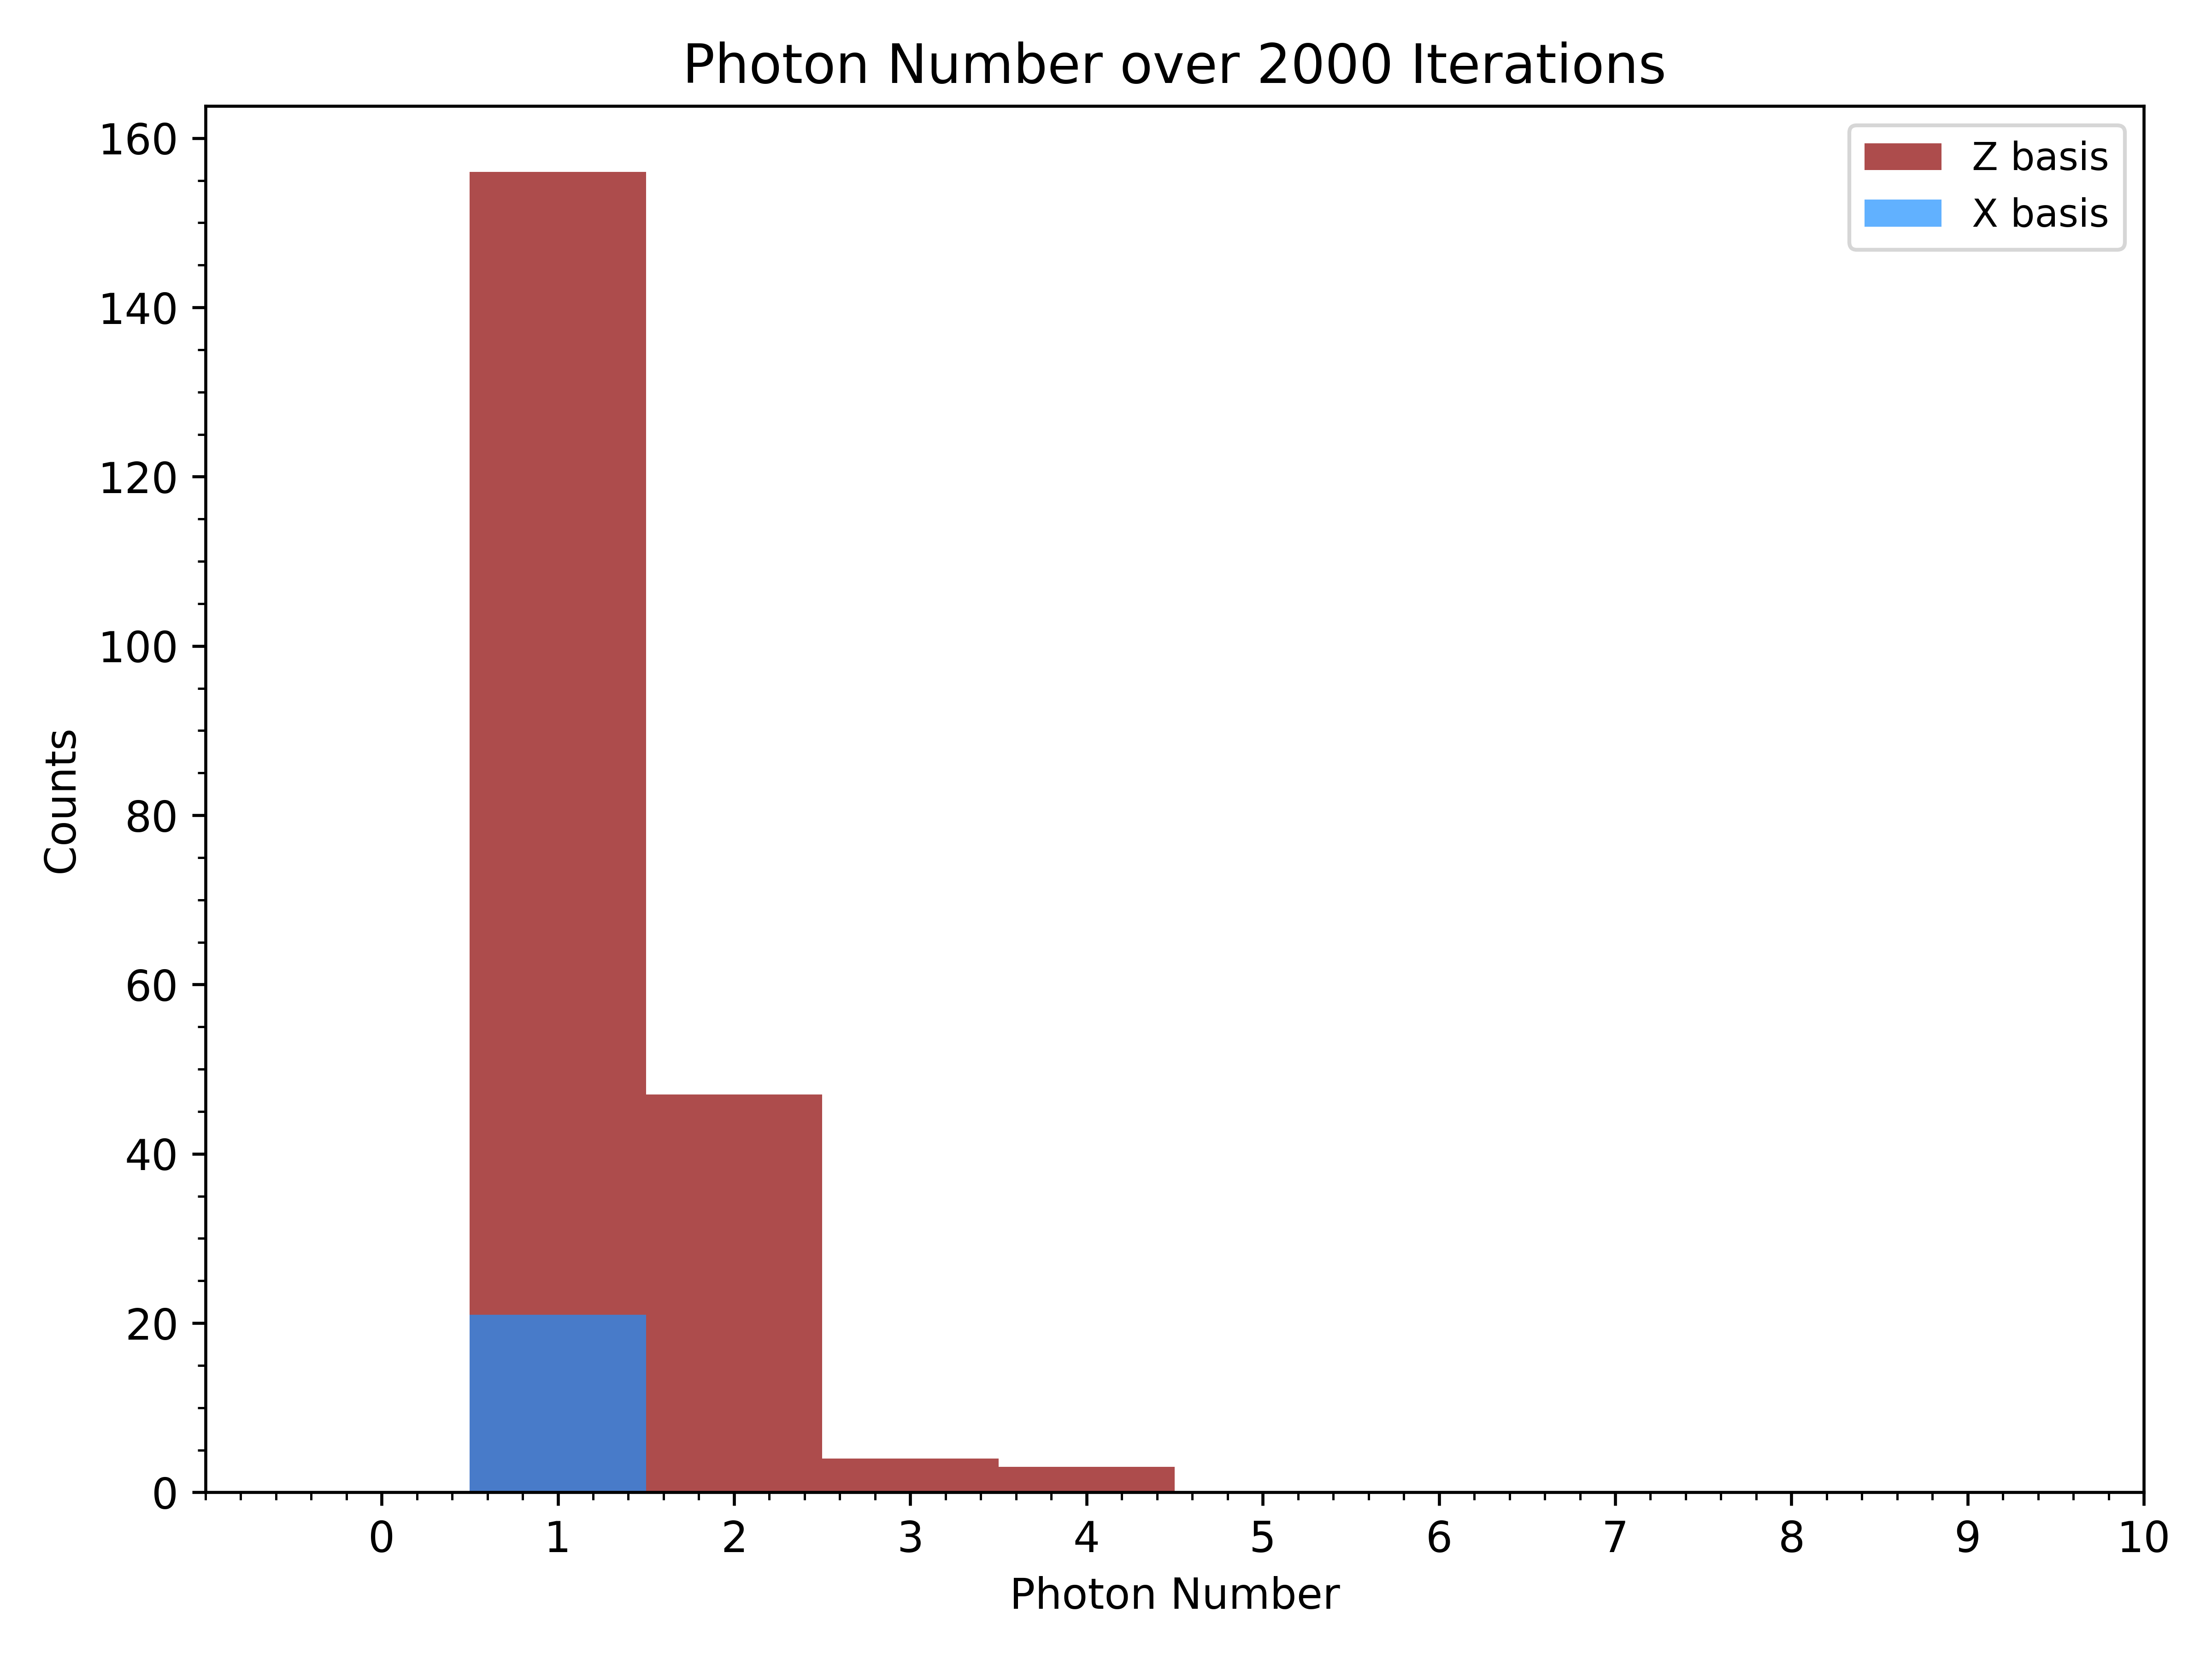 Photon Number over 2000 Iterations
Z basis
X basis
160
140
120
100
80
60
40
20
0
Counts
0 1 2 3 4 5 6 7 8 9 10
Photon Number